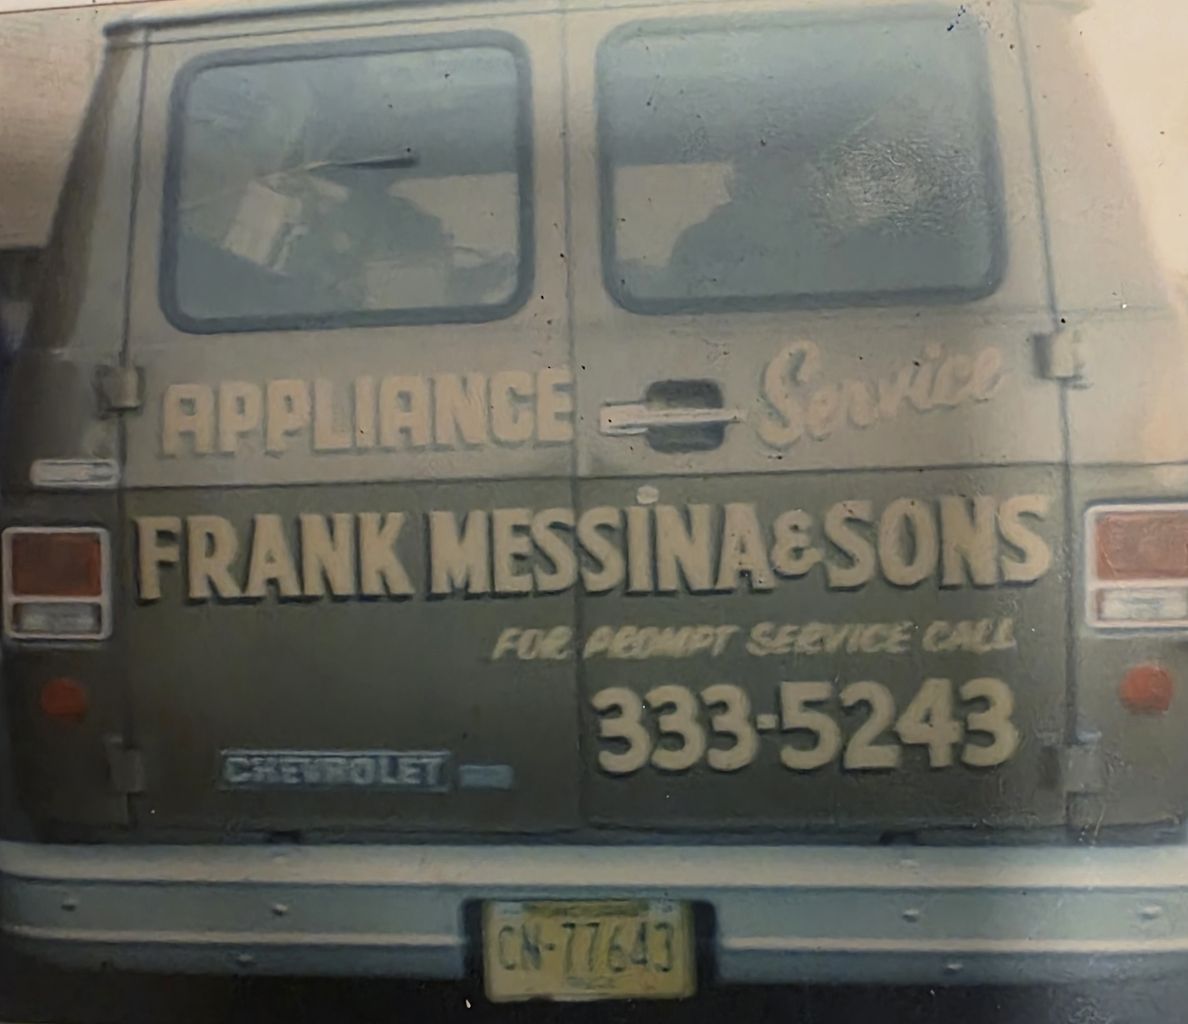 APPLIANCE Service
FRANK MESSINA & SONS
FOR PROMPT SERVICE CALL
333-5243
CHEVROLET
CN-77643